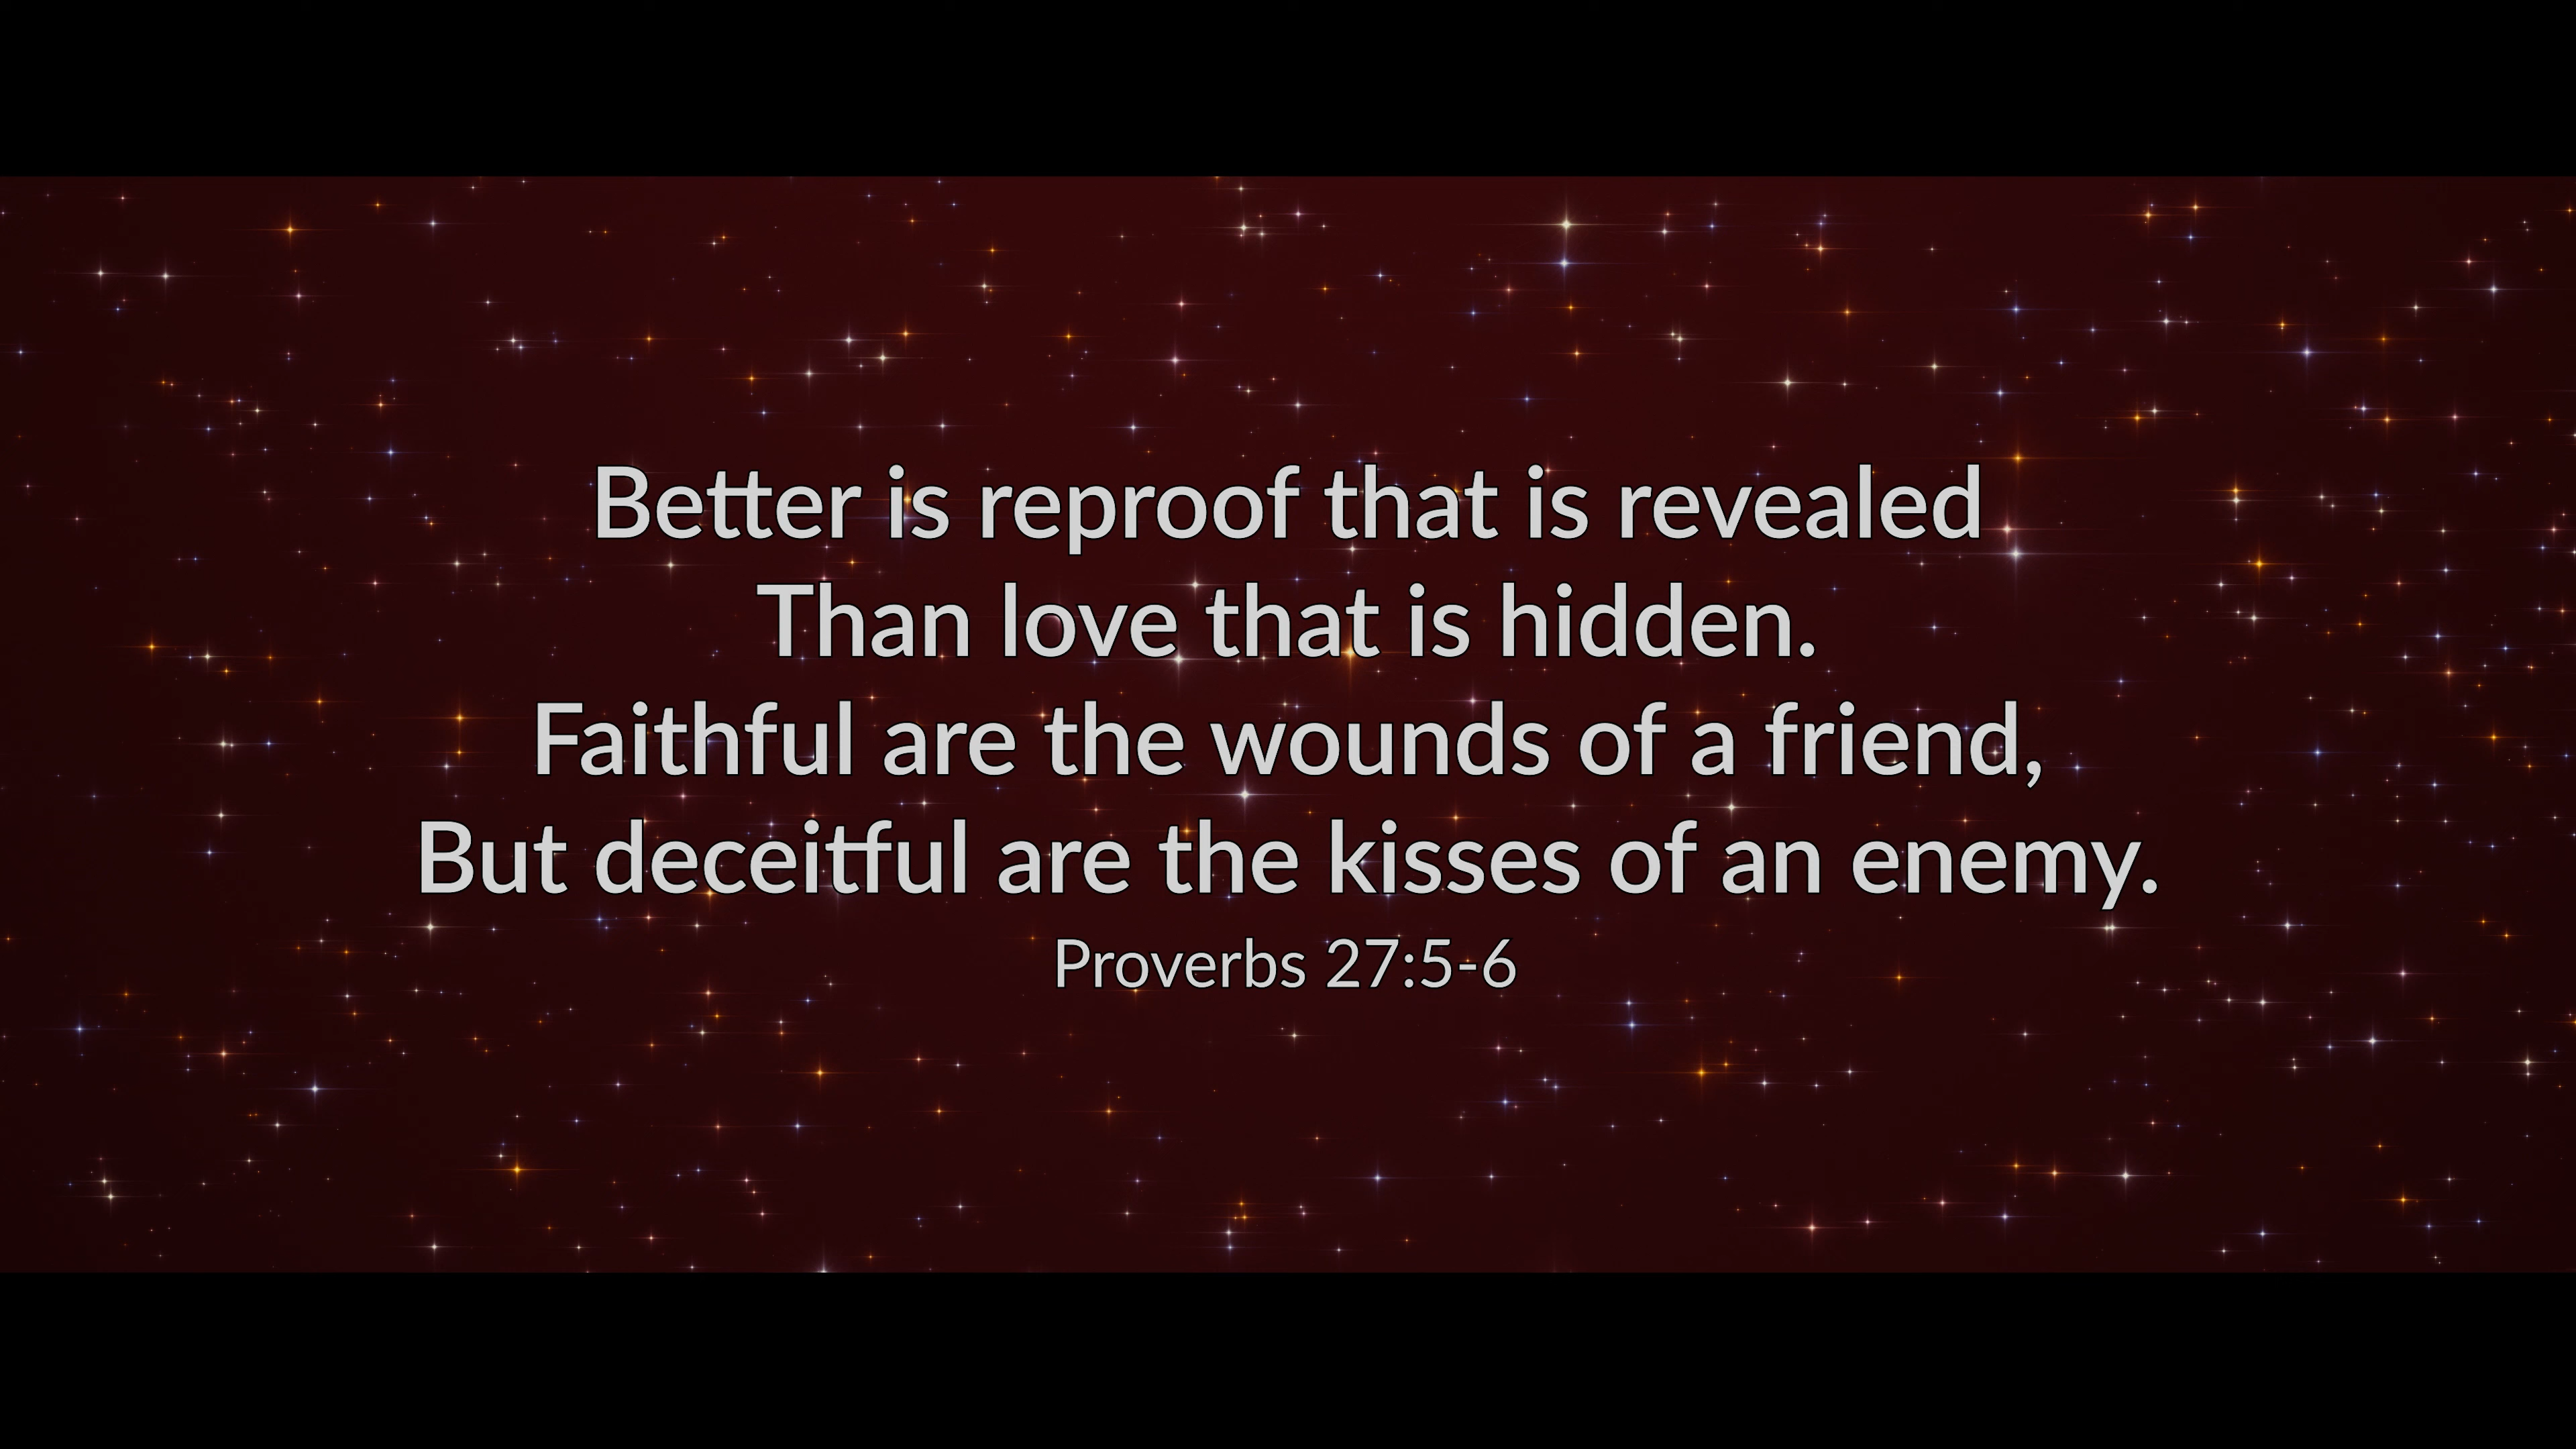 Better is reproof that is revealed
Than love that is hidden.
Faithful are the wounds of a friend,
But deceitful are the kisses of an enemy.
Proverbs 27:5-6